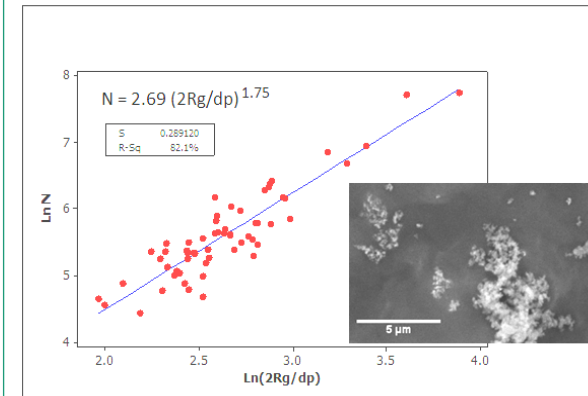 8
7
6
5
4
Ln N
N = 2.69 (2Rg/dp)^1.75
S 0.289120
R-Sq 82.1%
5 µm
2.0 2.5 3.0 3.5 4.0
Ln(2Rg/dp)